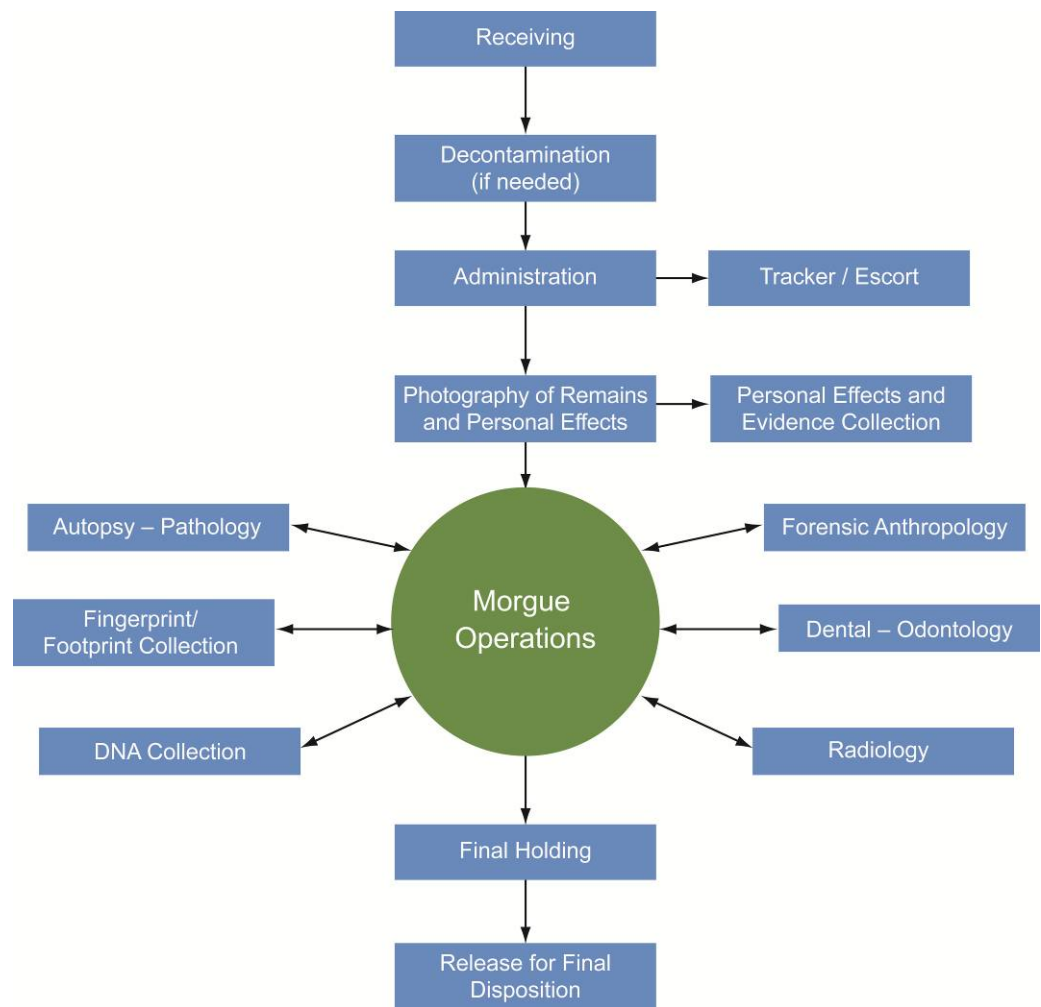 Receiving
Decontamination
(if needed)
Administration
Tracker / Escort
Photography of Remains
and Personal Effects
Personal Effects and
Evidence Collection
Autopsy – Pathology
Forensic Anthropology
Morgue
Operations
Fingerprint/
Footprint Collection
Dental – Odontology
DNA Collection
Radiology
Final Holding
Release for Final
Disposition